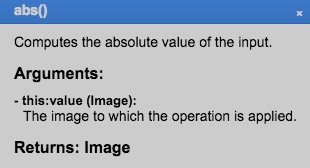 abs()
×
Computes the absolute value of the input.
Arguments:
- this:value (Image):
The image to which the operation is applied.
Returns: Image